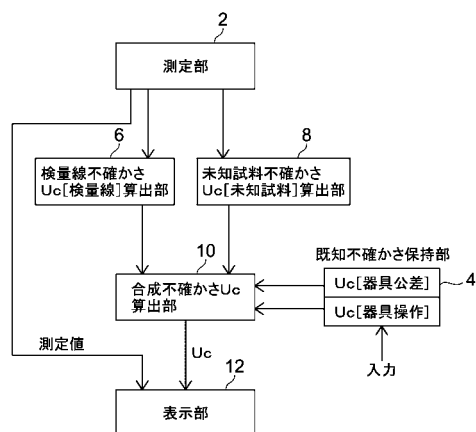 2
測定部
6
検量線不確かさ
Uc[検量線]算出部
8
未知試料不確かさ
Uc[未知試料]算出部
10
合成不確かさUc
算出部
既知不確かさ保持部
4
Uc[器具公差]
Uc[器具操作]
入力
測定値
Uc
12
表示部